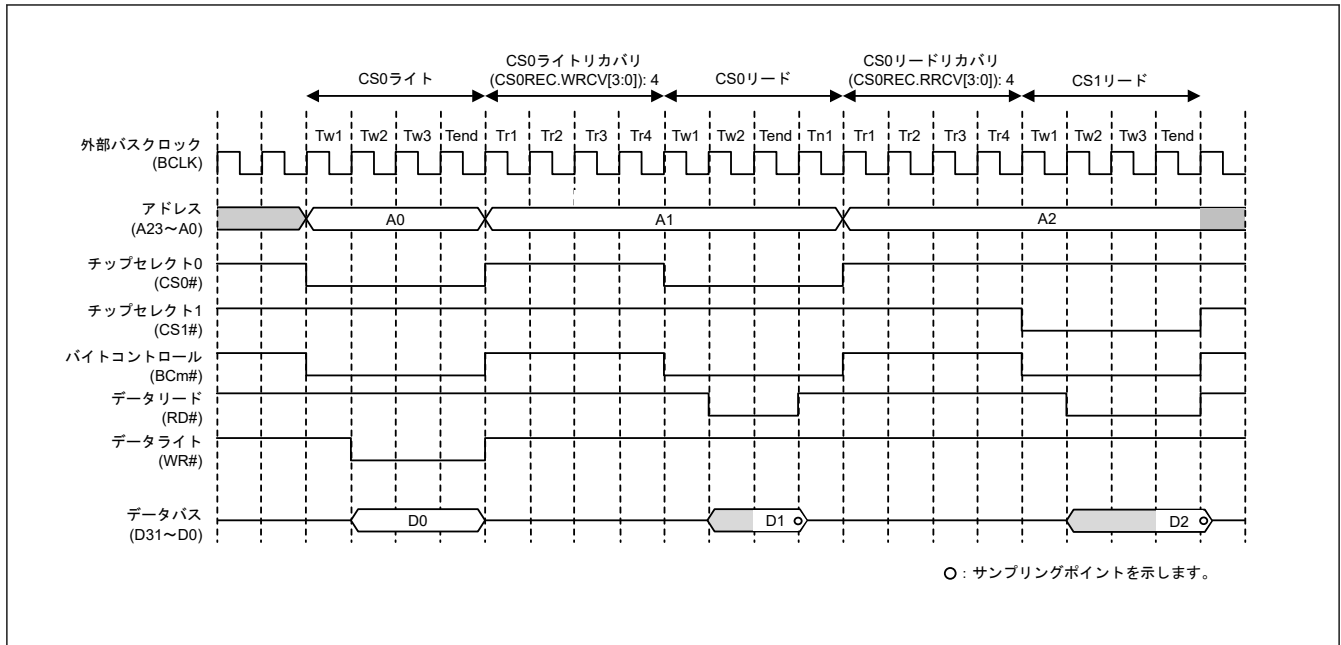 CS0ライト
CS0ライトリカバリ
(CS0REC.WRCV[3:0]): 4
CS0リード
CS0リードリカバリ
(CS0REC.RRCV[3:0]): 4
CS1リード
Tw1 Tw2 Tw3 Tend Tr1 Tr2 Tr3 Tr4 Tw1 Tw2 Tend Tn1 Tr1 Tr2 Tr3 Tr4 Tw1 Tw2 Tw3 Tend
外部バスクロック
(BCLK)
アドレス
(A23～A0)
A0 A1 A2
チップセレクト0
(CS0#)
チップセレクト1
(CS1#)
バイトコントロール
(BCm#)
データリード
(RD#)
データライト
(WR#)
データバス
(D31～D0)
D0 D1 D2
：サンプリングポイントを示します。